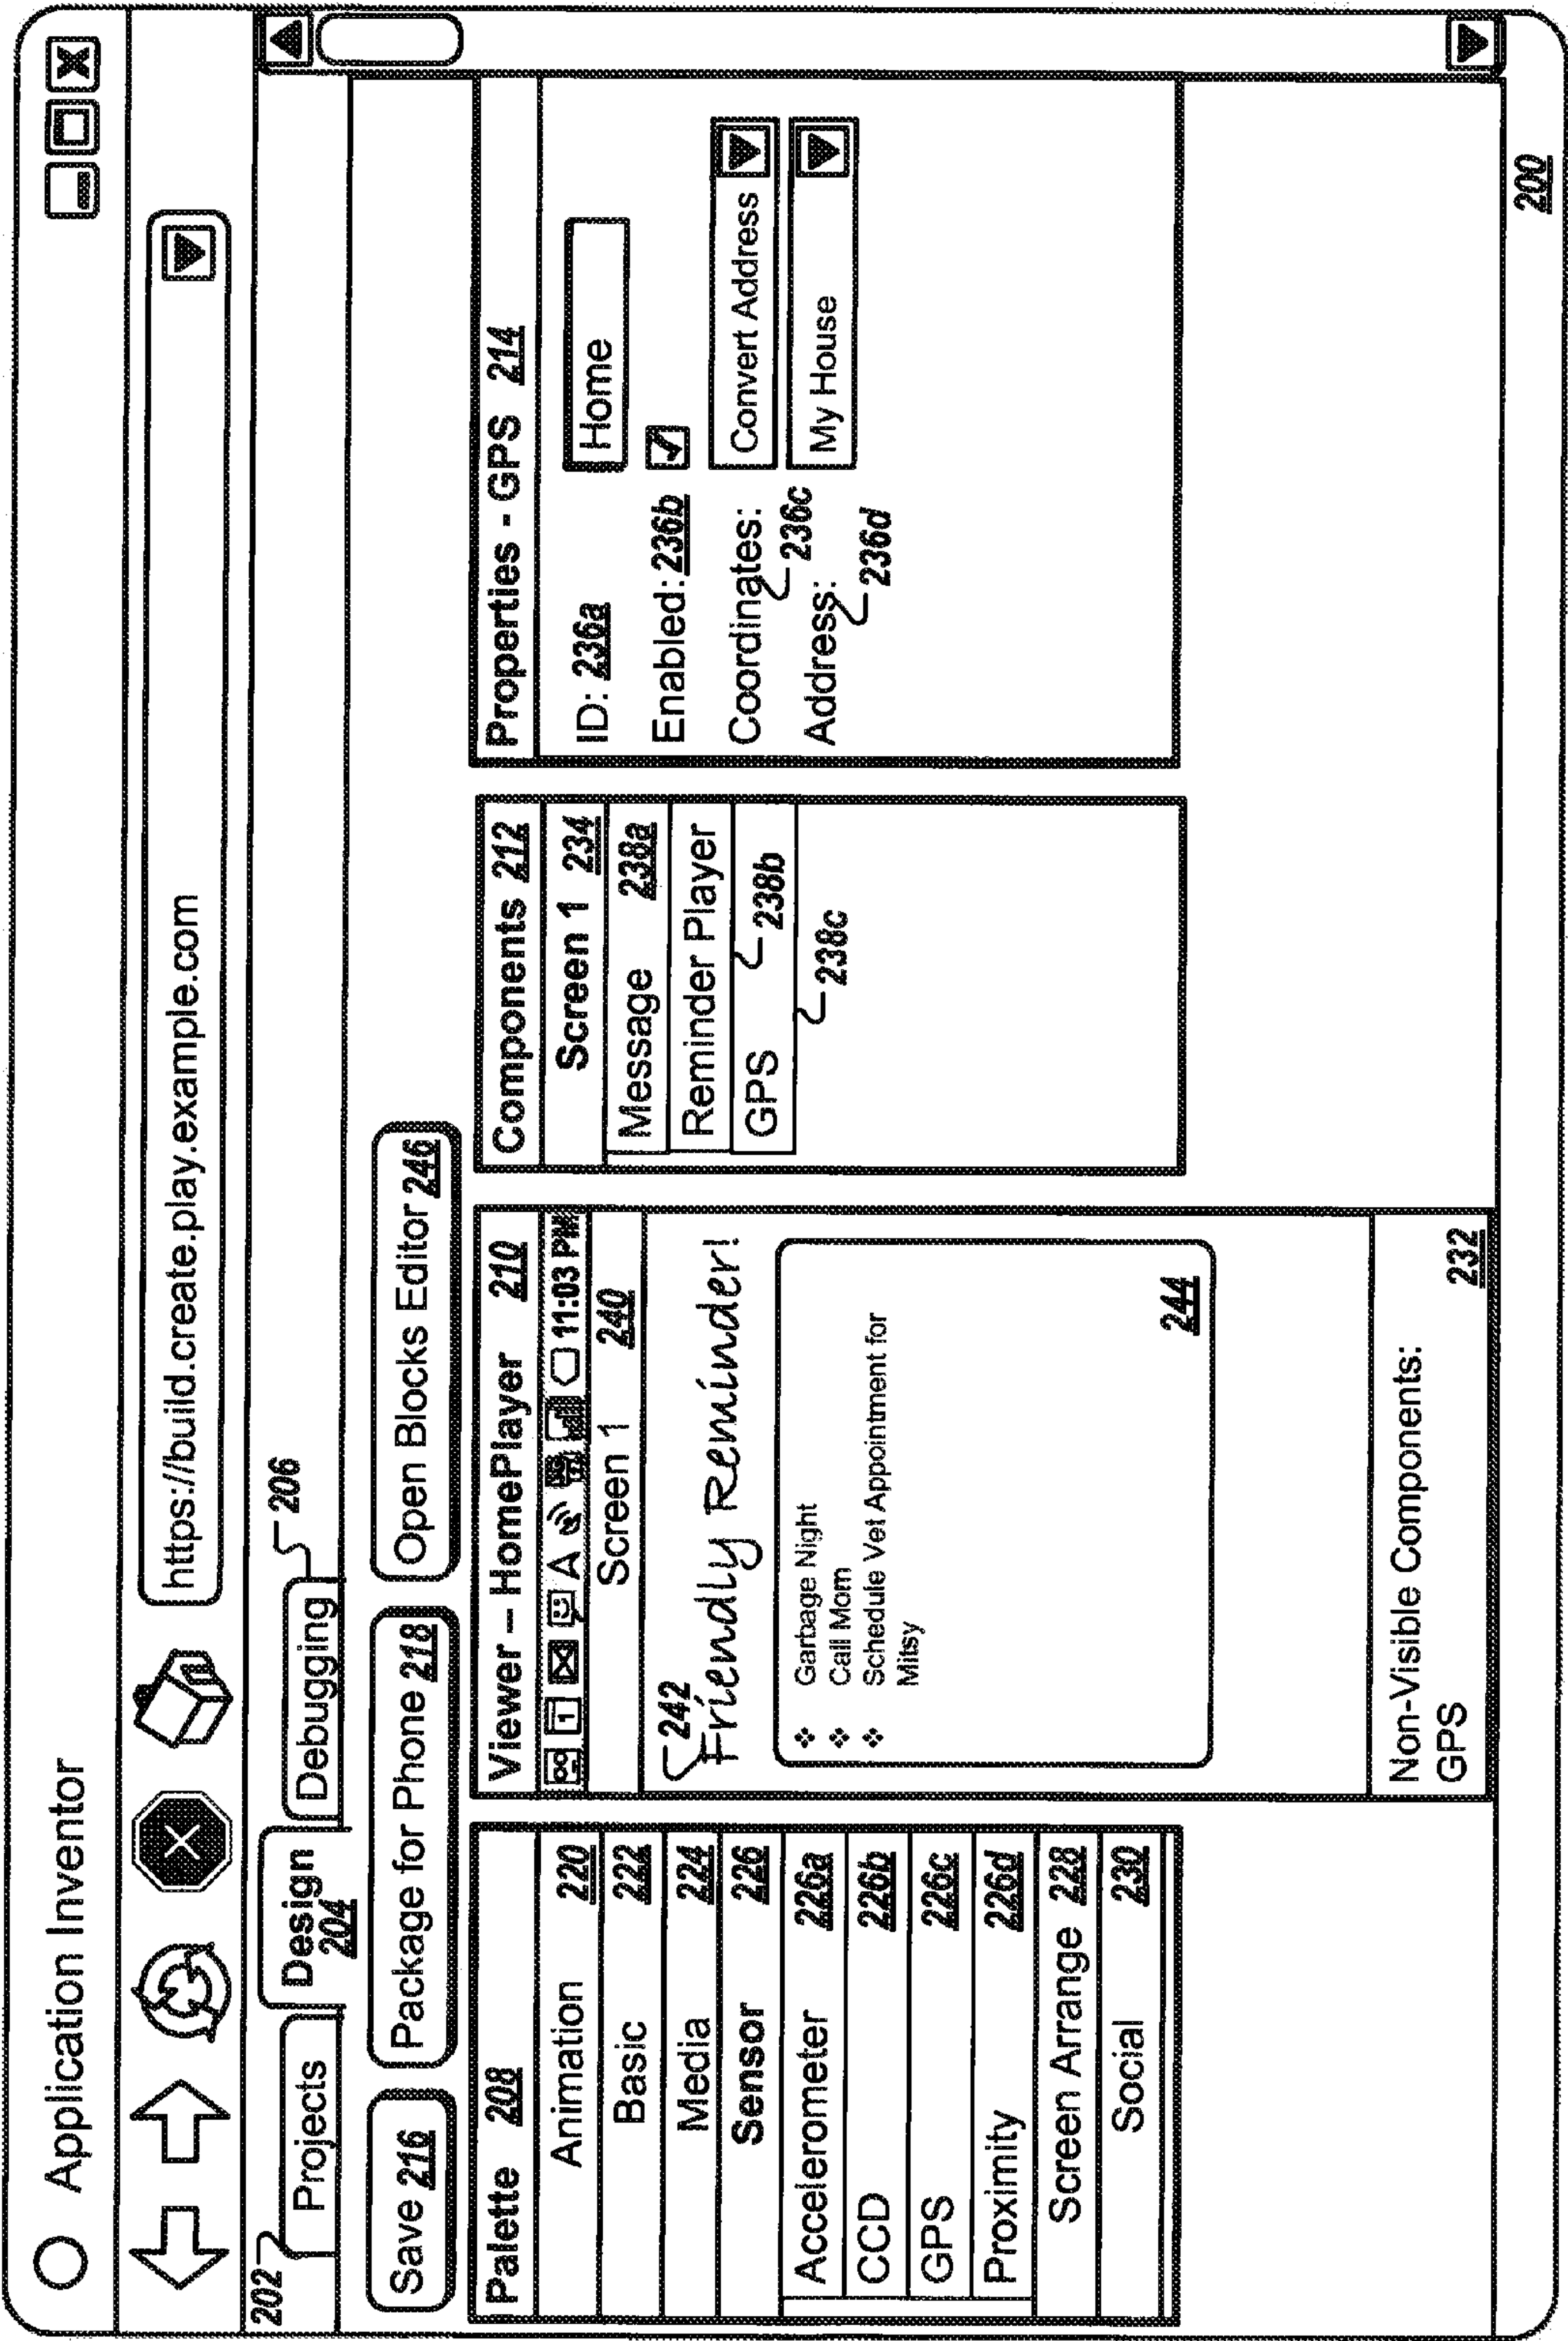 Application Inventor
https://build.create.play.example.com
202
Projects
Design
204
Debugging
206
Save 216
Package for Phone 218
Open Blocks Editor 246
Palette 208
Animation 220
Basic 222
Media 224
Sensor 226
Accelerometer 226a
CCD 226b
GPS 226c
Proximity 226d
Screen Arrange 228
Social 230
Viewer – HomePlayer 210
11:03 PM
Screen 1 240
242
Friendly Reminder!
❖ Garbage Night
❖ Call Mom
❖ Schedule Vet Appointment for
Mitsy
244
Non-Visible Components:
GPS
232
Components 212
Screen 1 234
Message 238a
Reminder Player
238b
GPS
238c
Properties - GPS 214
ID: 236a Home
Enabled: 236b
Coordinates: Convert Address
236c
Address: My House
236d
200